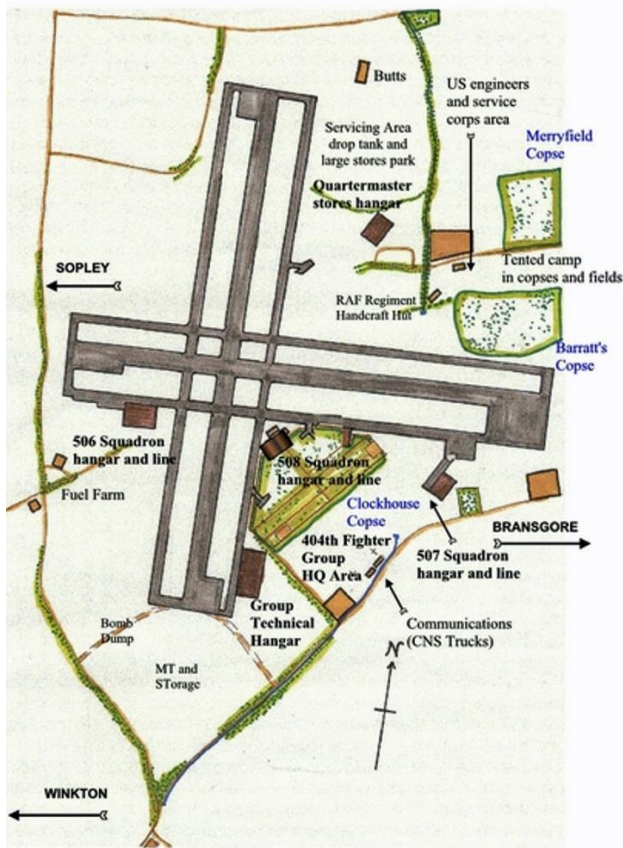 Butts
US engineers
and service
corps area
Servicing Area
drop tank and
large stores park
Merryfield
Copse
Quartermaster
stores hangar
SOPLEY
Tented camp
in copses and fields
RAF Regiment
Handcraft Hut
Barratt's
Copse
506 Squadron
hangar and line
508 Squadron
hangar and line
Fuel Farm
Clockhouse
Copse
BRANSGORE
404th Fighter
Group
HQ Area
507 Squadron
hangar and line
Group
Technical
Hangar
Communications
(CNS Trucks)
Bomb
Dump
N
MT and
STorage
WINKTON